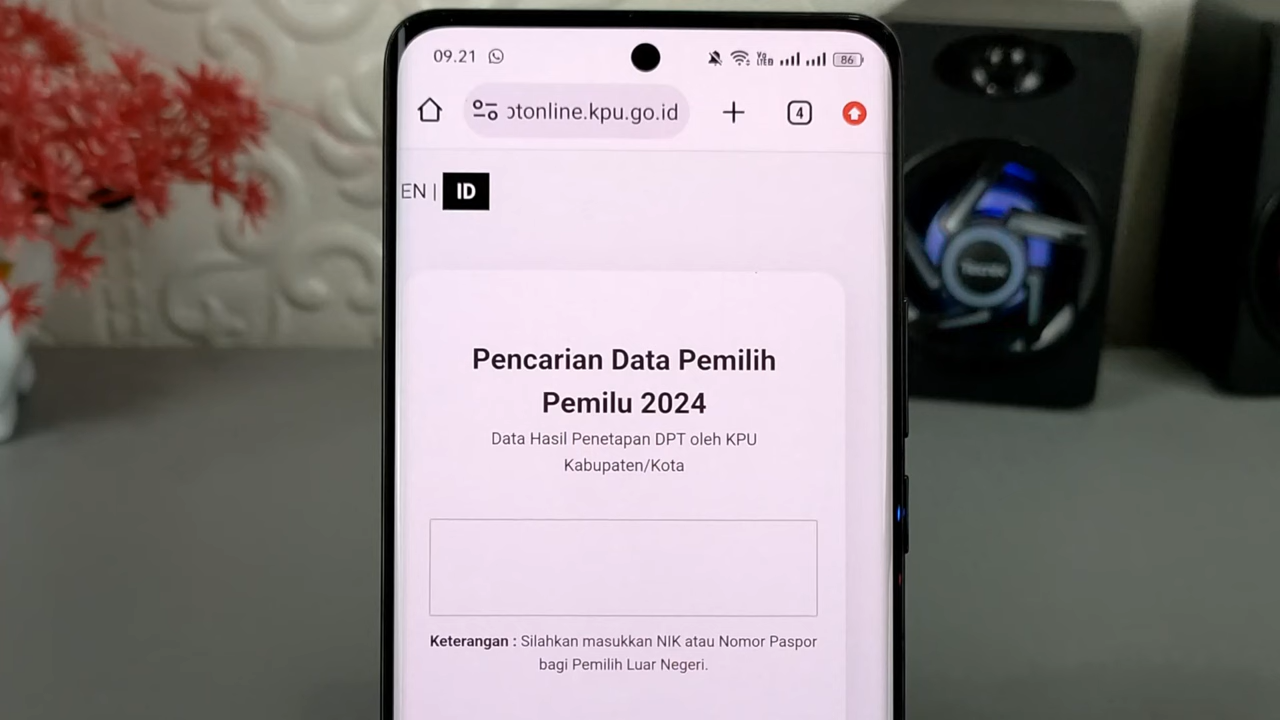 09.21
86
otonline.kpu.go.id
4
EN | ID
Pencarian Data Pemilih
Pemilu 2024
Data Hasil Penetapan DPT oleh KPU
Kabupaten/Kota
Keterangan : Silahkan masukkan NIK atau Nomor Paspor
bagi Pemilih Luar Negeri.